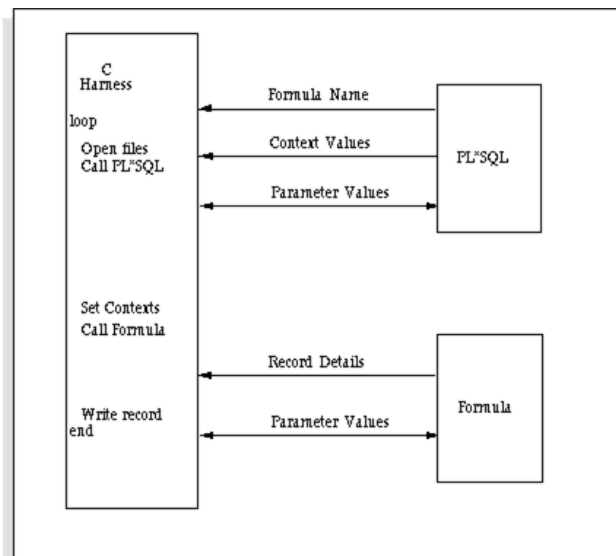 C
Harness
loop
Open files
Call PL*SQL
Set Contexts
Call Formula
Write record
end
Formula Name
Context Values
Parameter Values
PL*SQL
Record Details
Parameter Values
Formula